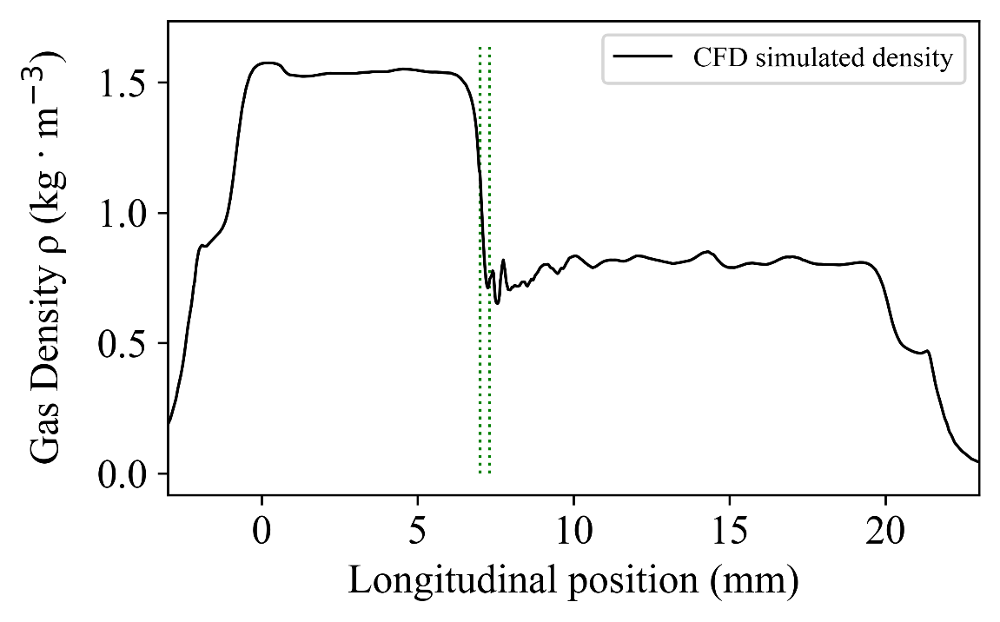 CFD simulated density
Gas Density ρ (kg · m⁻³)
1.5
1.0
0.5
0.0
0 5 10 15 20
Longitudinal position (mm)